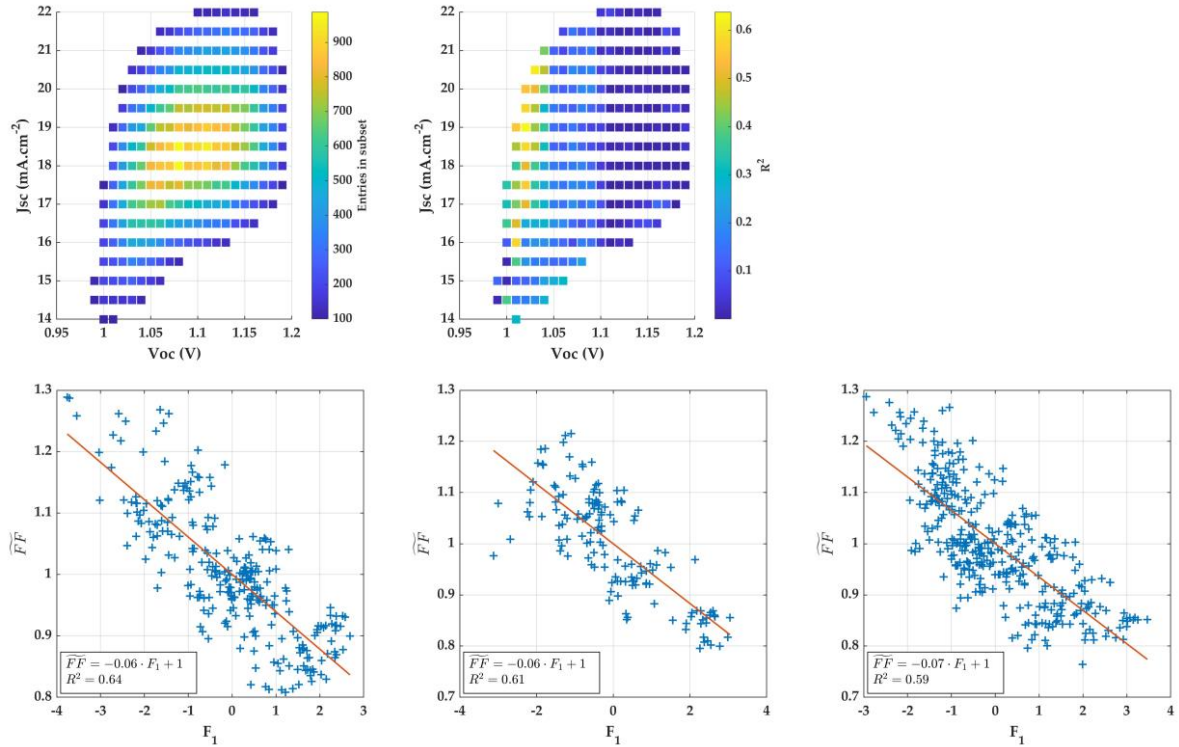 22
21
20
19
18
17
16
15
14
0.95 1 1.05 1.1 1.15 1.2
Jsc (mA.cm⁻²)
Voc (V)
900
800
700
600
500
400
300
200
100
Entries in subset
22
21
20
19
18
17
16
15
14
0.95 1 1.05 1.1 1.15 1.2
Jsc (mA.cm⁻²)
Voc (V)
0.6
0.5
0.4
0.3
0.2
0.1
R²
1.3
1.2
1.1
1
0.9
0.8
-4 -3 -2 -1 0 1 2 3
F̃F̃
F₁
F̃F̃ = −0.06 · F₁ + 1
R² = 0.64
1.3
1.2
1.1
1
0.9
0.8
0.7
-4 -2 0 2 4
F̃F̃
F₁
F̃F̃ = −0.06 · F₁ + 1
R² = 0.61
1.3
1.2
1.1
1
0.9
0.8
0.7
-3 -2 -1 0 1 2 3 4
F̃F̃
F₁
F̃F̃ = −0.07 · F₁ + 1
R² = 0.59